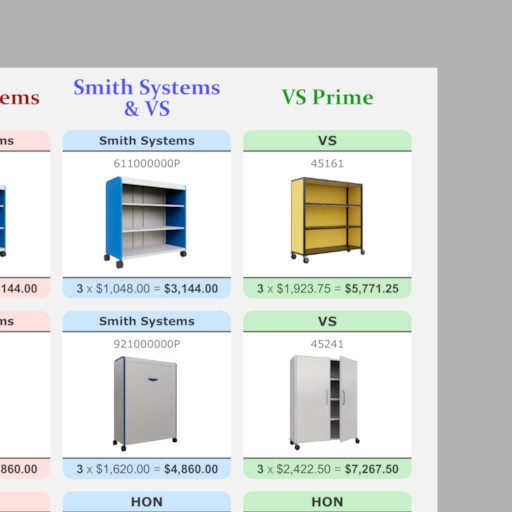 ems
Smith Systems
& VS
VS Prime
ms
Smith Systems
VS
611000000P
45161
144.00
3 x $1,048.00 = $3,144.00
3 x $1,923.75 = $5,771.25
ms
Smith Systems
VS
921000000P
45241
860.00
3 x $1,620.00 = $4,860.00
3 x $2,422.50 = $7,267.50
HON
HON